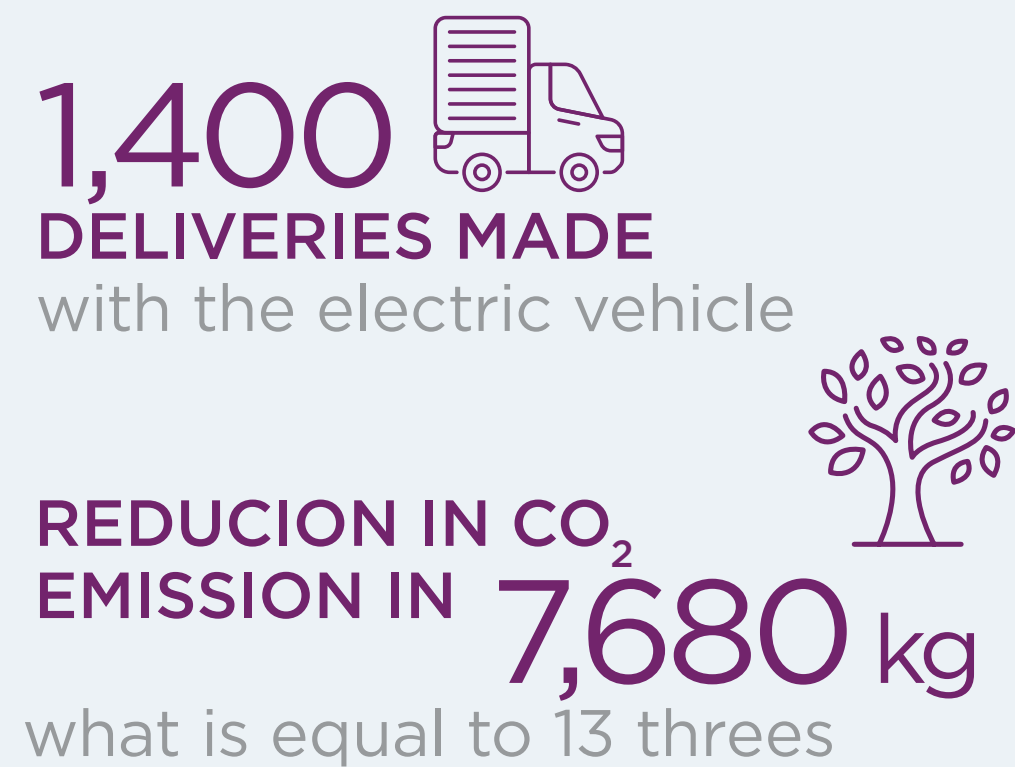 1,400
DELIVERIES MADE
with the electric vehicle
REDUCION IN CO₂
EMISSION IN 7,680 kg
what is equal to 13 threes